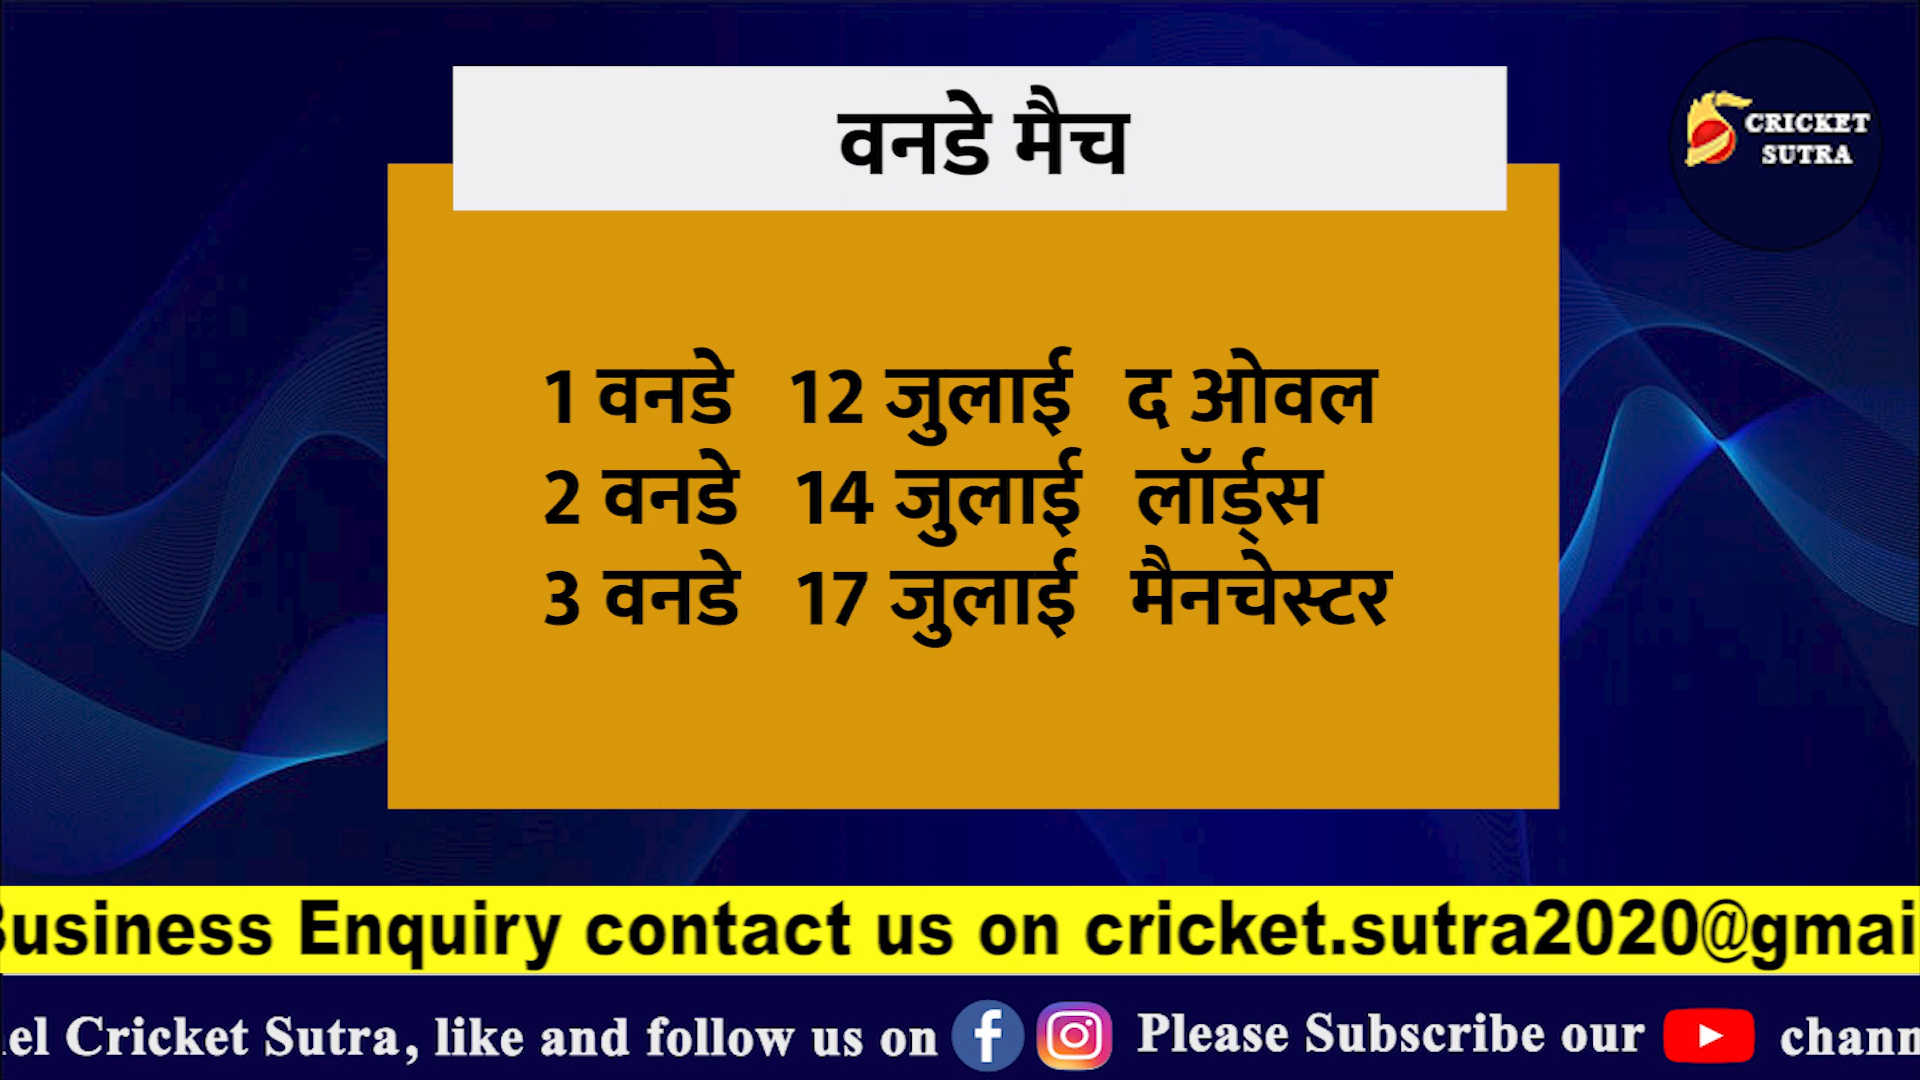 वनडे मैच
CRICKET
SUTRA
1 वनडे 12 जुलाई द ओवल
2 वनडे 14 जुलाई लॉर्ड्स
3 वनडे 17 जुलाई मैनचेस्टर
Business Enquiry contact us on cricket.sutra2020@gmai
el Cricket Sutra, like and follow us on Please Subscribe our chann